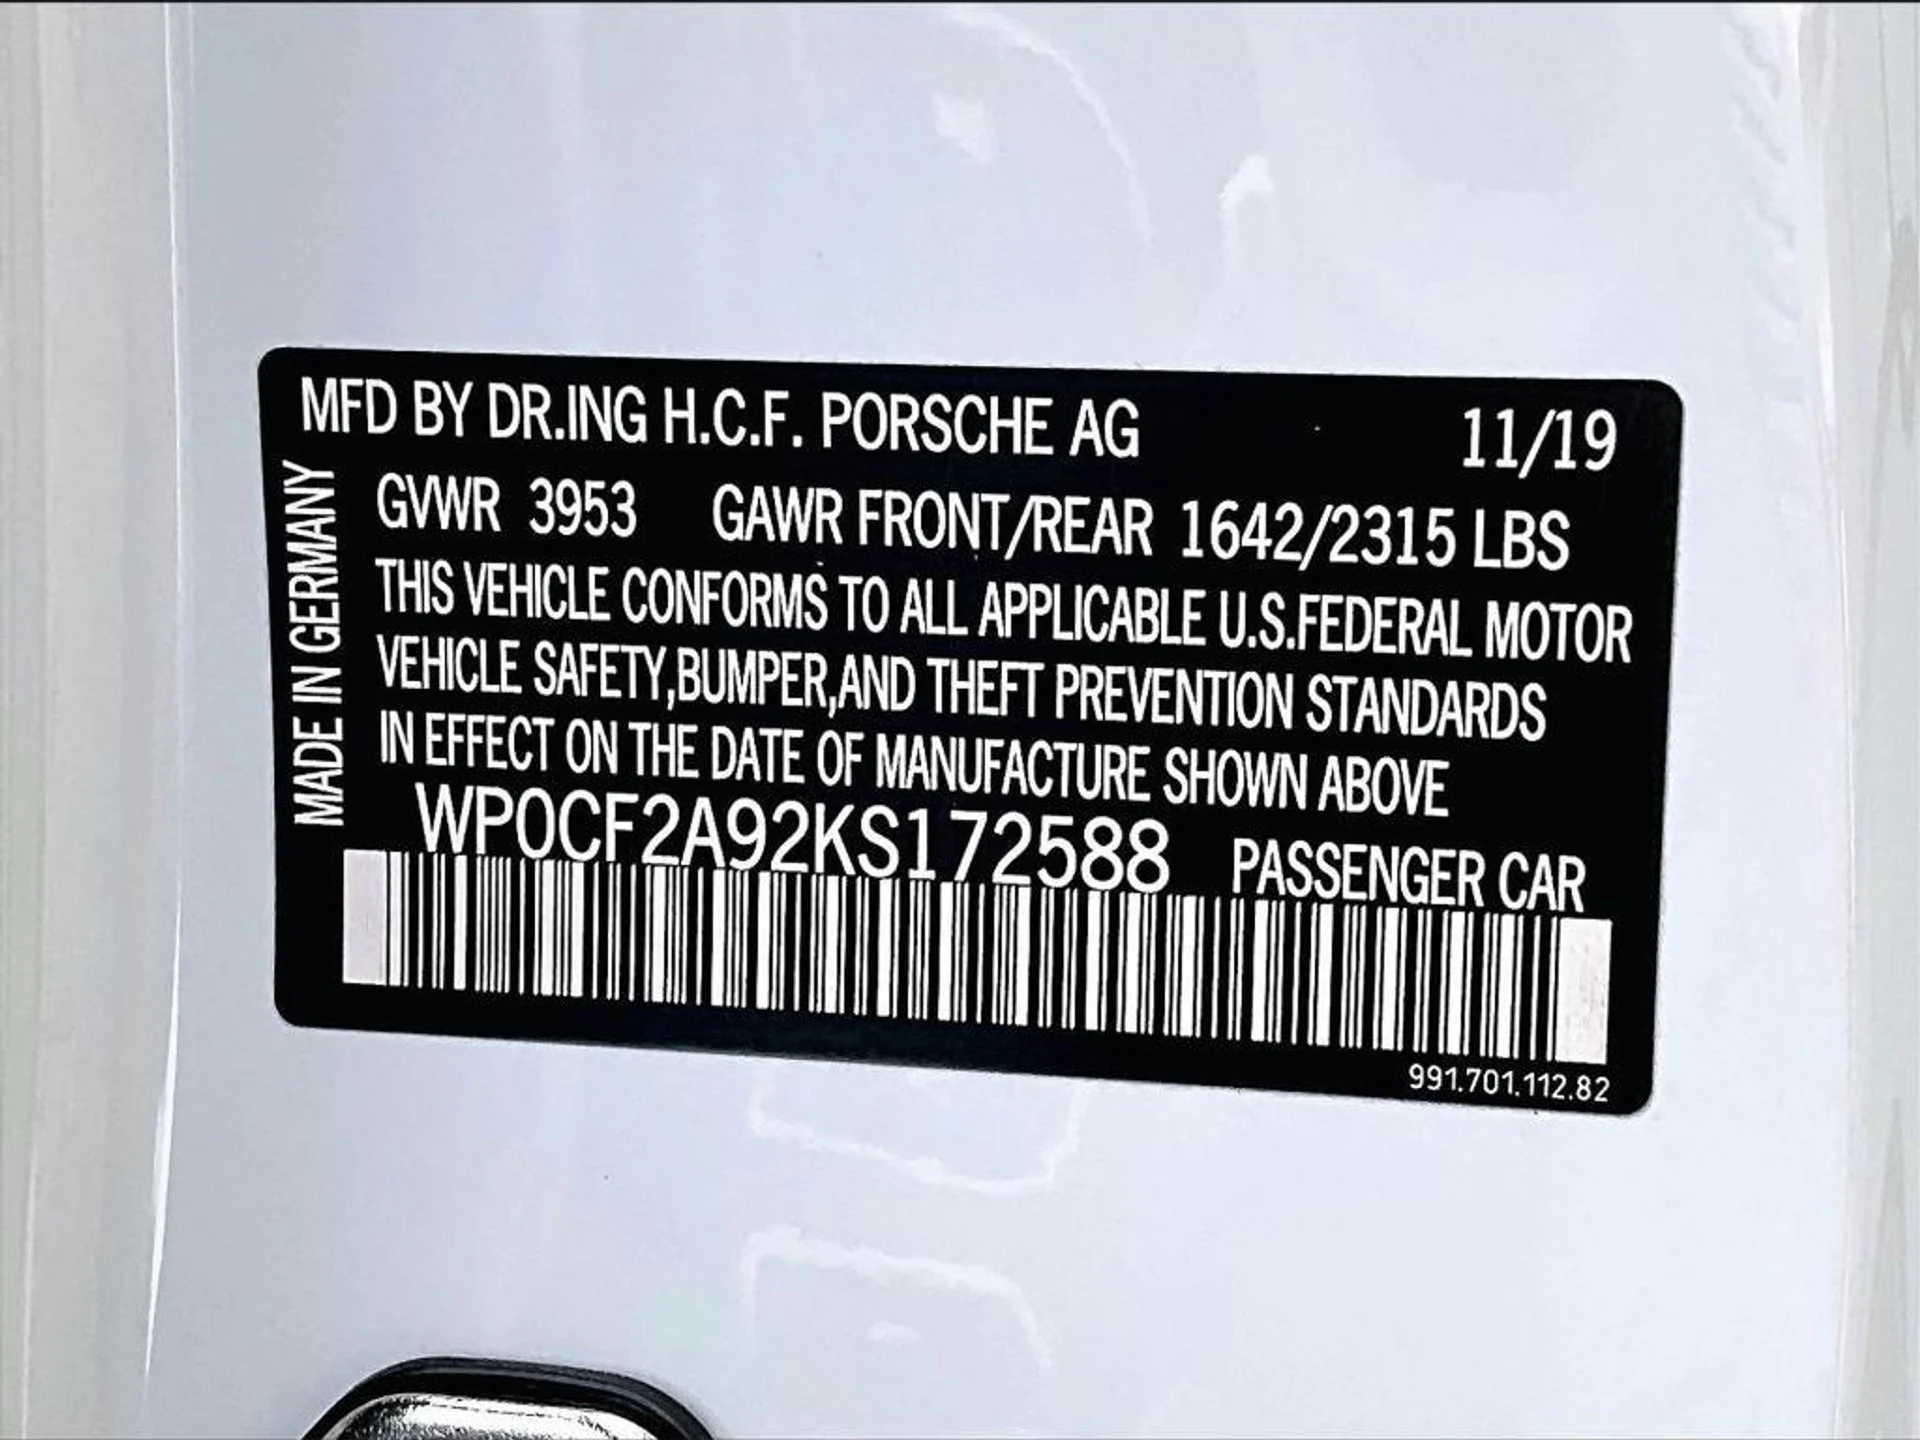 MFD BY DR.ING H.C.F. PORSCHE AG 11/19
MADE IN GERMANY
GVWR 3953 GAWR FRONT/REAR 1642/2315 LBS
THIS VEHICLE CONFORMS TO ALL APPLICABLE U.S.FEDERAL MOTOR
VEHICLE SAFETY,BUMPER,AND THEFT PREVENTION STANDARDS
IN EFFECT ON THE DATE OF MANUFACTURE SHOWN ABOVE
WP0CF2A92KS172588 PASSENGER CAR
991.701.112.82